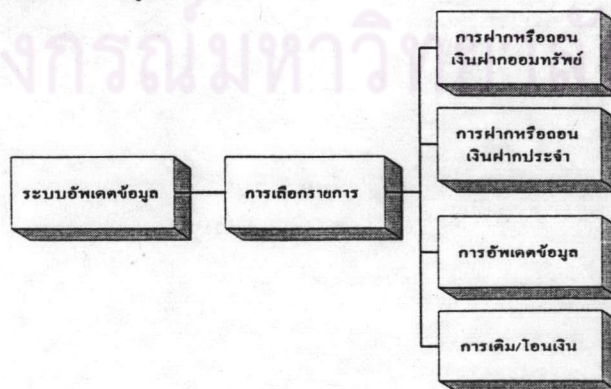 การฝากหรือถอน
เงินฝากออมทรัพย์
การฝากหรือถอน
เงินฝากประจำ
ระบบอัพเดตข้อมูล
การเลือกรายการ
การอัพเดตข้อมูล
การเติม/โอนเงิน